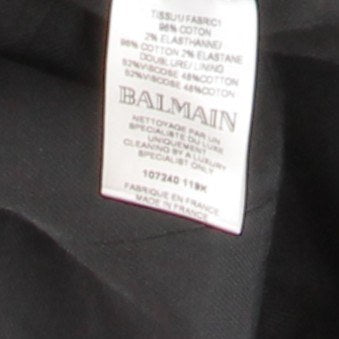 TISSU1/FABRIC1
98% COTON
2% ELASTHANNE/
98% COTTON 2% ELASTANE
DOUBLURE/ LINING
52%VISCOSE 48%COTTON
52%VISCOSE 48%COTON
BALMAIN
NETTOYAGE PAR UN
SPECIALISTE DU LUXE
UNIQUEMENT
CLEANING BY A LUXURY
SPECIALIST ONLY
107240 119K
FABRIQUE EN FRANCE
MADE IN FRANCE